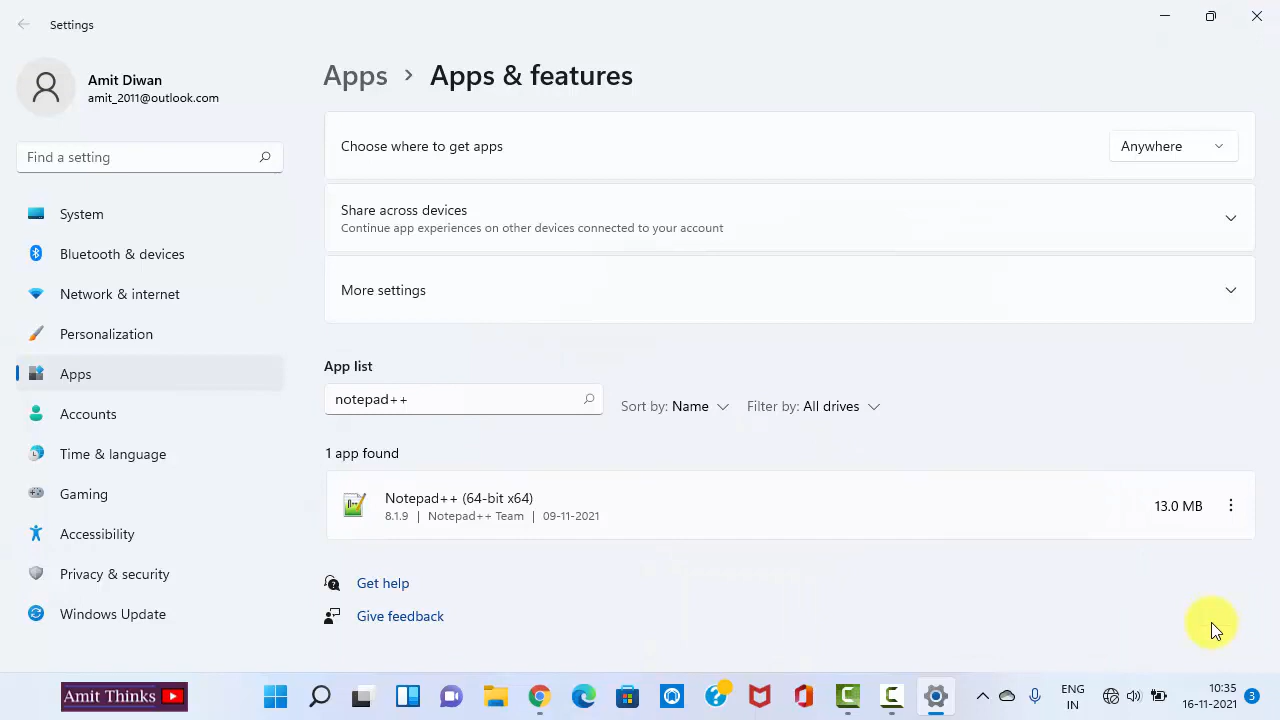 Settings
Amit Diwan
amit_2011@outlook.com
Find a setting
System
Bluetooth & devices
Network & internet
Personalization
Apps
Accounts
Time & language
Gaming
Accessibility
Privacy & security
Windows Update
Apps > Apps & features
Choose where to get apps
Anywhere
Share across devices
Continue app experiences on other devices connected to your account
More settings
App list
notepad++
Sort by: Name
Filter by: All drives
1 app found
Notepad++ (64-bit x64)
8.1.9 | Notepad++ Team | 09-11-2021
13.0 MB
Get help
Give feedback
Amit Thinks
ENG
IN
10:35
16-11-2021
3